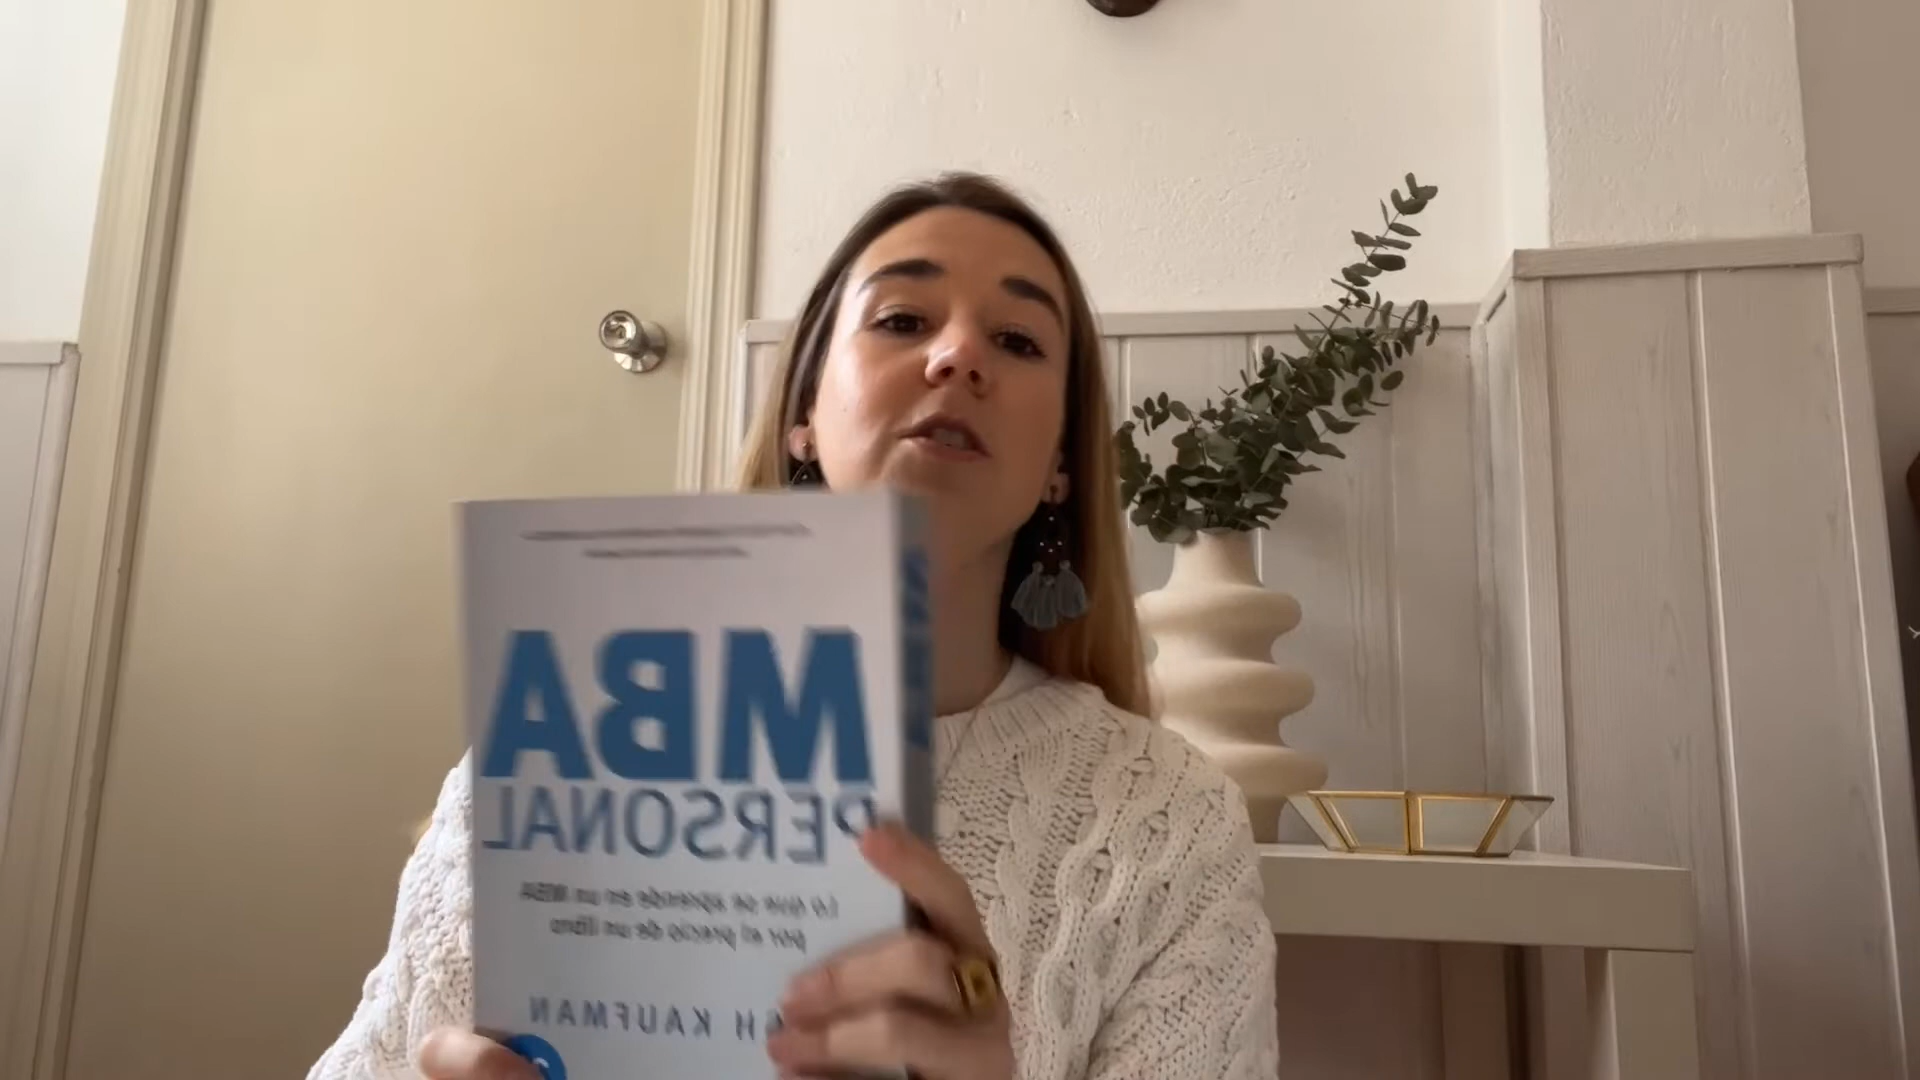 MBA
PERSONAL
Lo que se aprende en un MBA
por el precio de un libro
H KAUFMAN